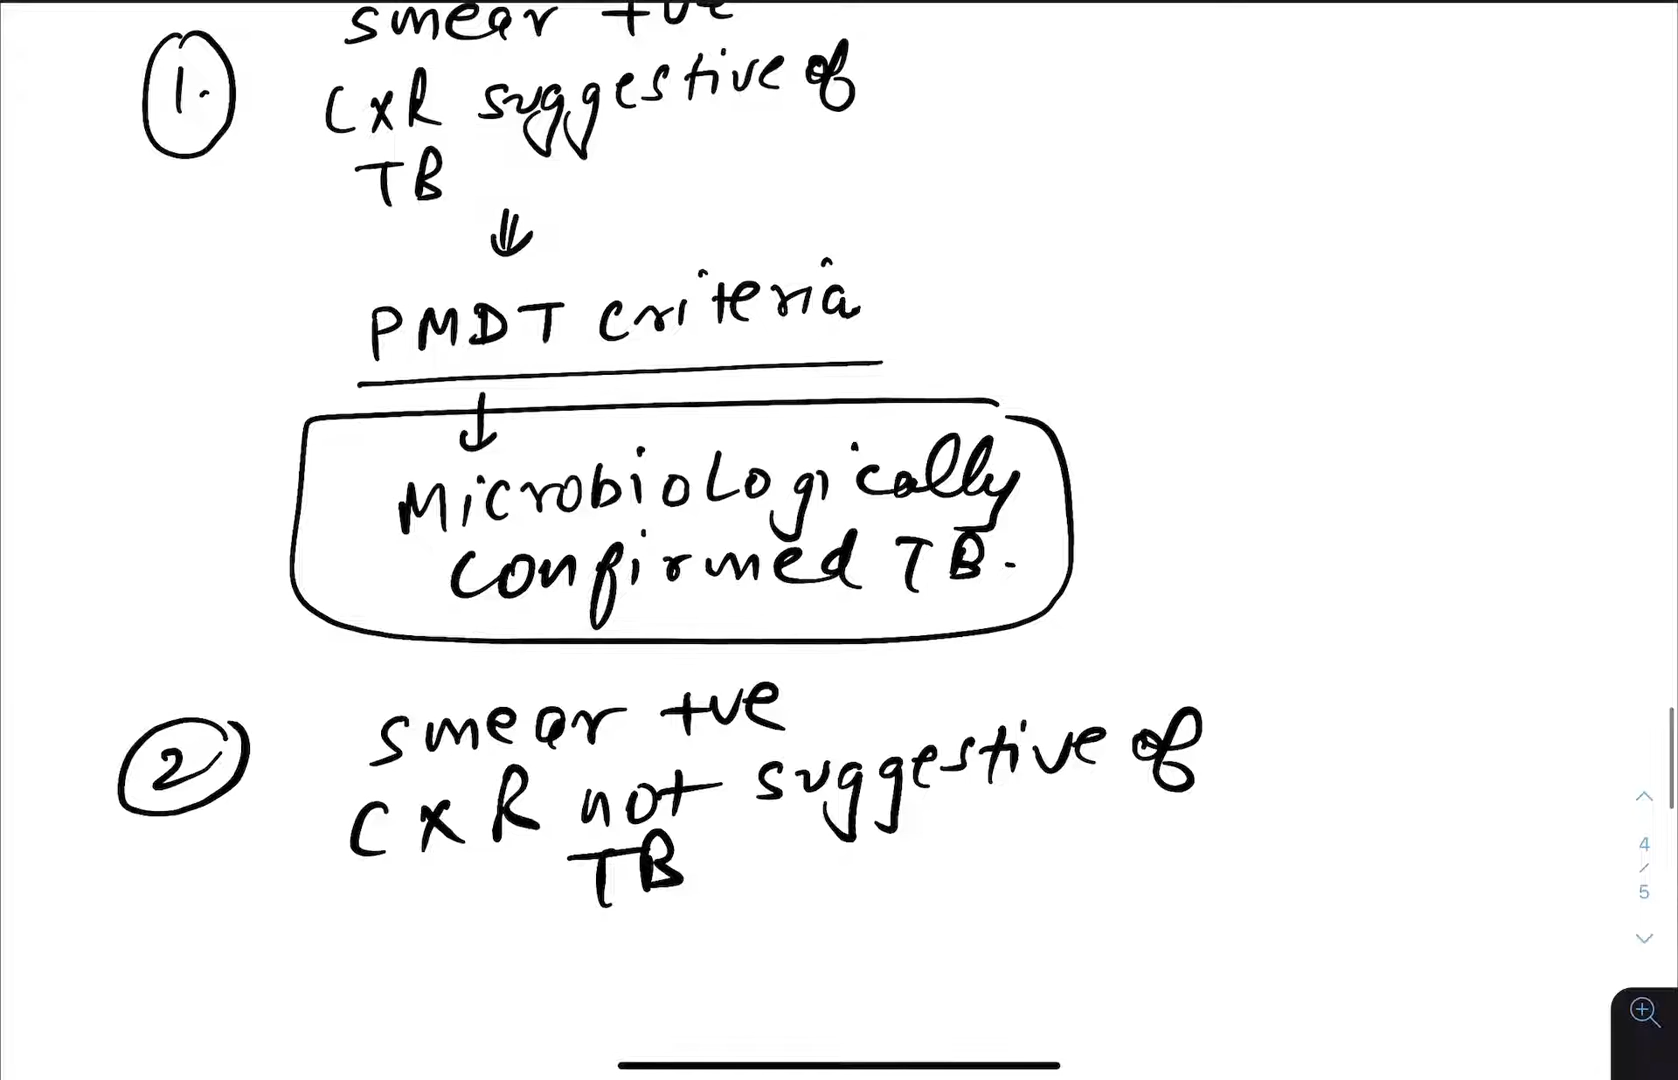 smear +ve
1. CXR suggestive of
TB
PMDT criteria
Microbiologically
confirmed TB.
2 smear +ve
CXR not suggestive of
TB
4
/
5